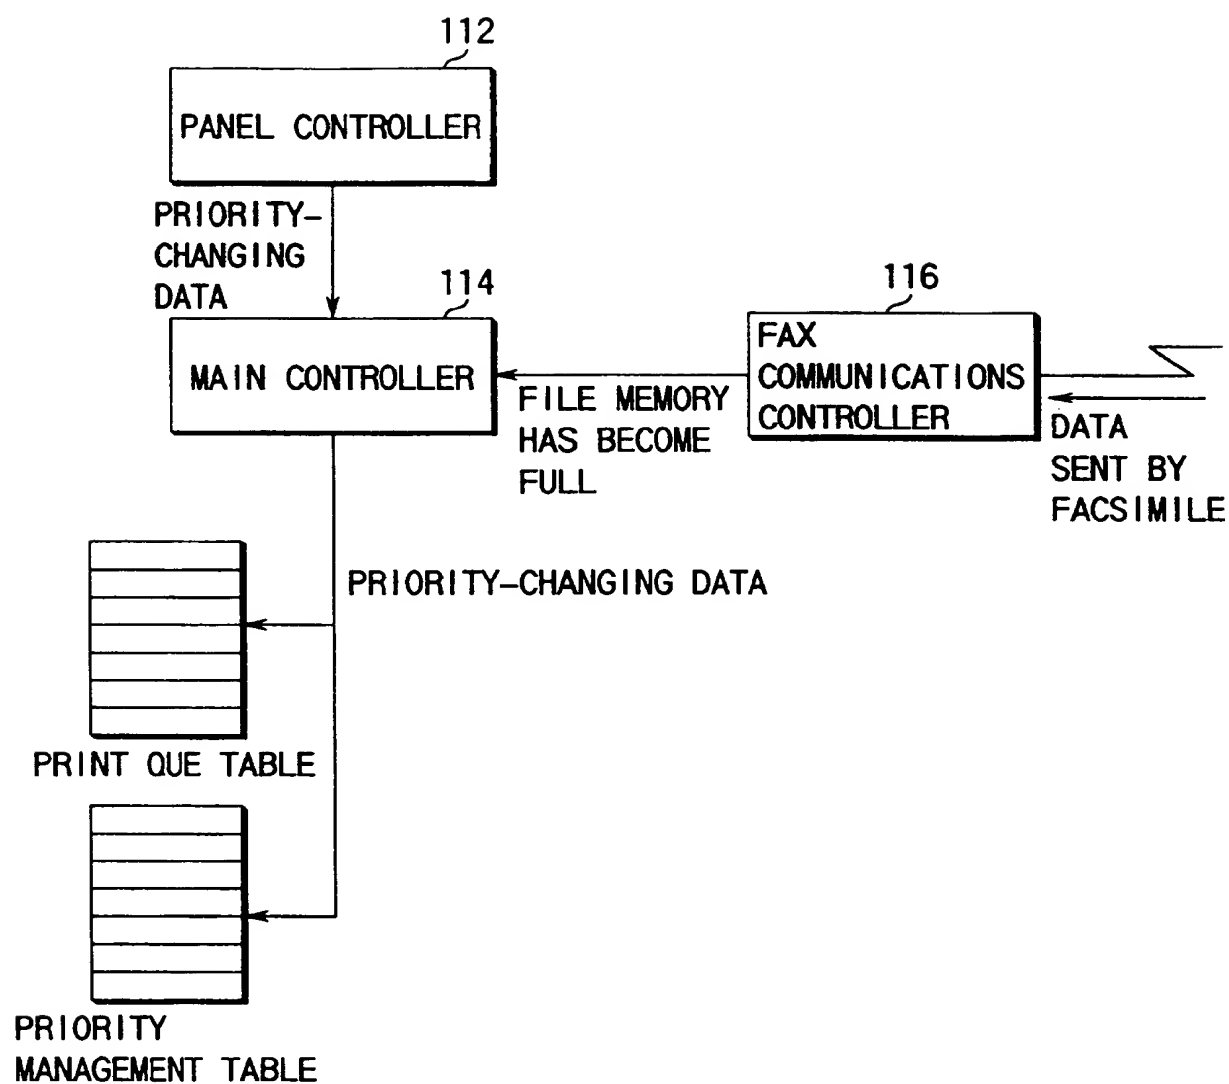 112
PANEL CONTROLLER
PRIORITY-
CHANGING
DATA
114
MAIN CONTROLLER
116
FAX
COMMUNICATIONS
CONTROLLER
FILE MEMORY
HAS BECOME
FULL
DATA
SENT BY
FACSIMILE
PRIORITY-CHANGING DATA
PRINT QUE TABLE
PRIORITY
MANAGEMENT TABLE